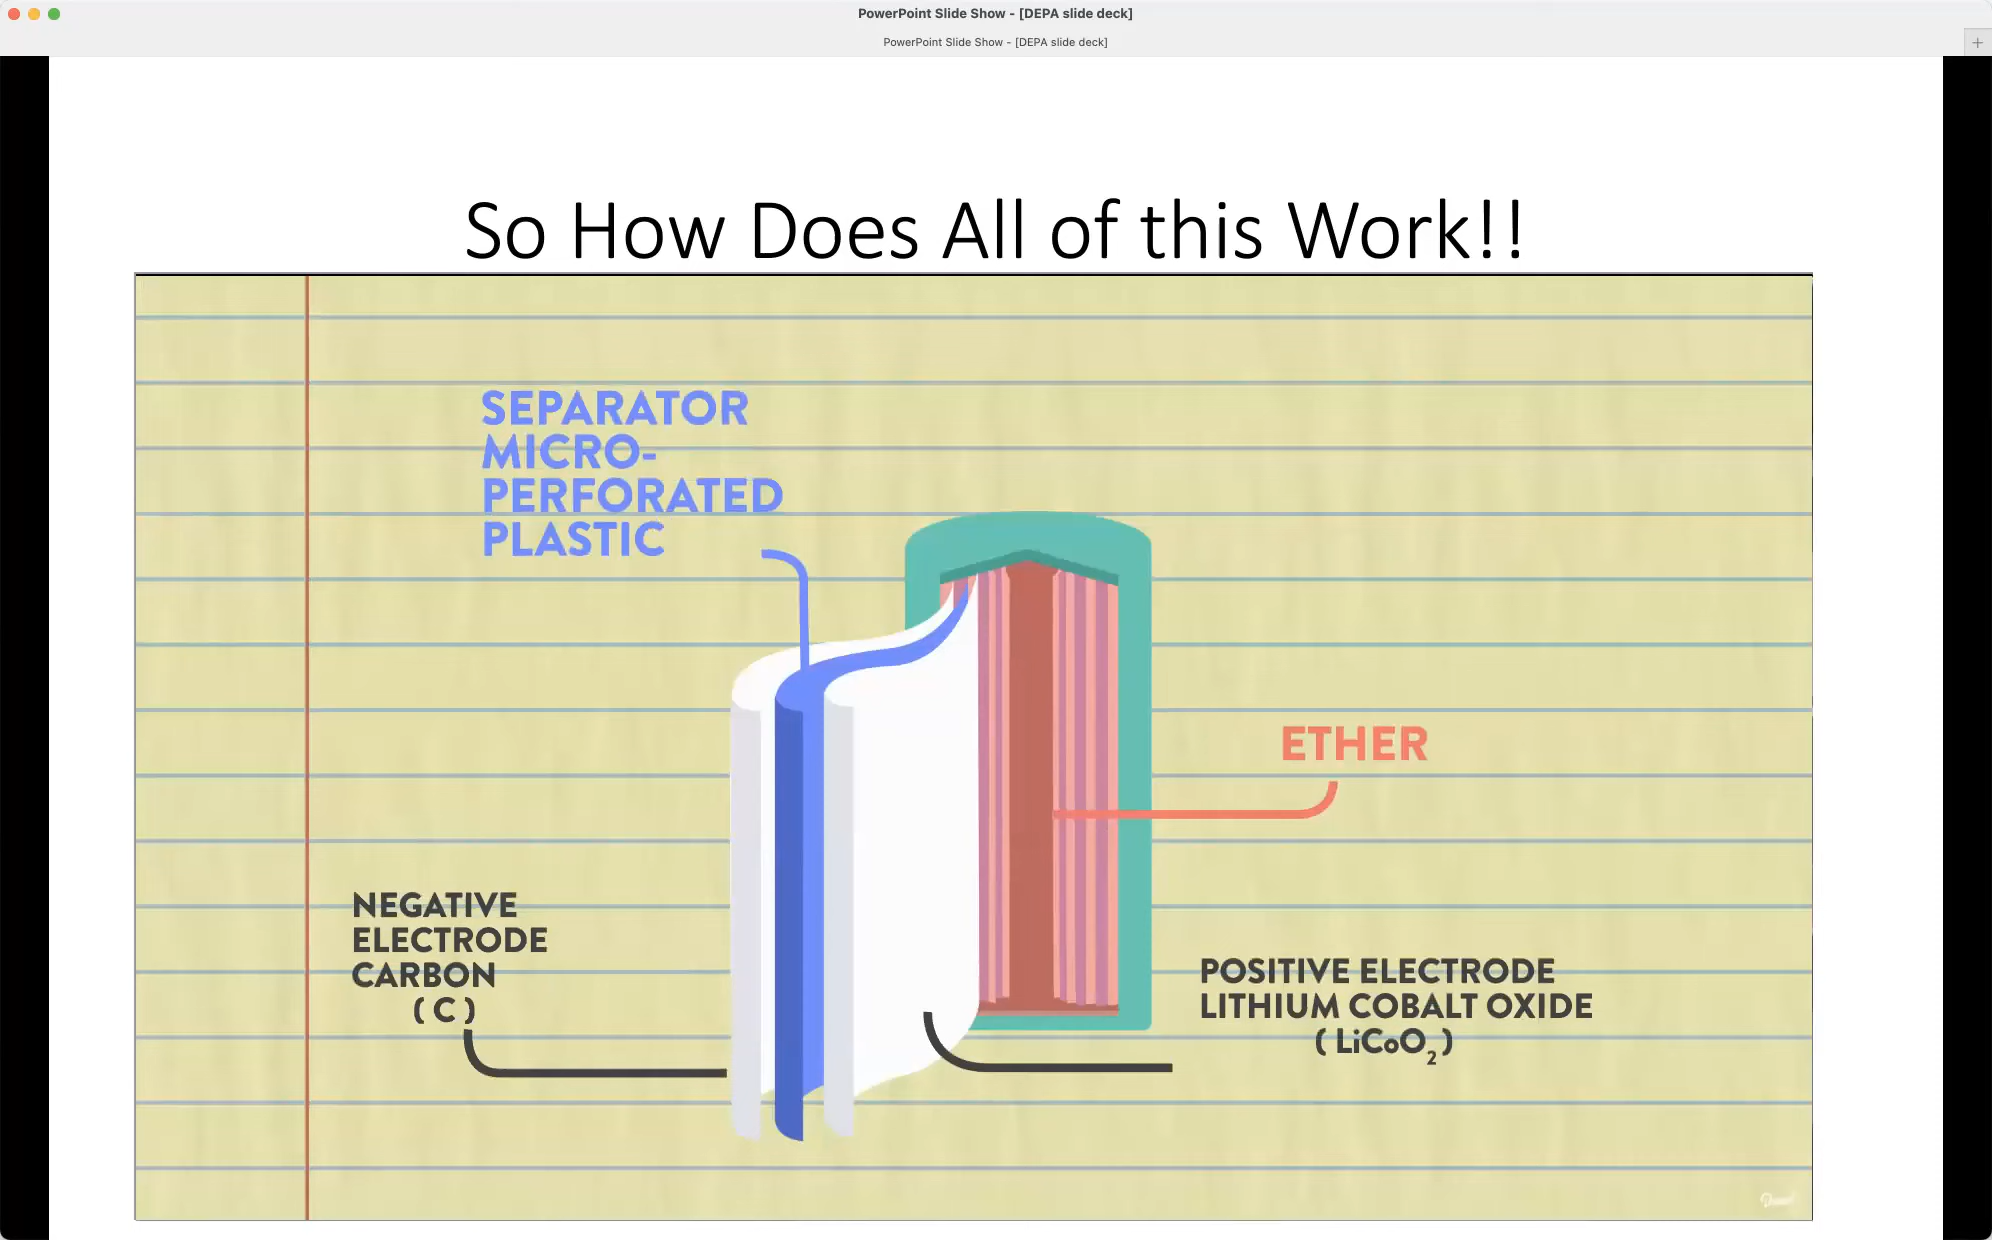 PowerPoint Slide Show - [DEPA slide deck]
PowerPoint Slide Show - [DEPA slide deck]
So How Does All of this Work!!
SEPARATOR
MICRO-
PERFORATED
PLASTIC
ETHER
NEGATIVE
ELECTRODE
CARBON
( C )
POSITIVE ELECTRODE
LITHIUM COBALT OXIDE
( LiCoO₂ )